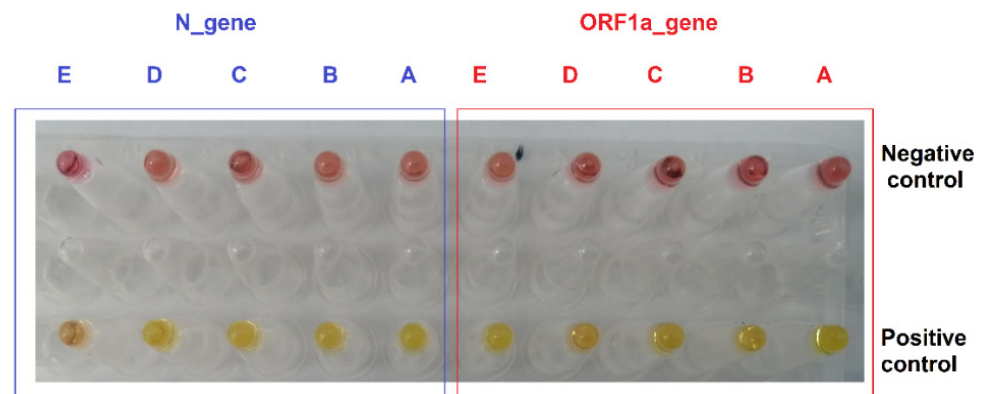 N_gene ORF1a_gene
E D C B A E D C B A
Negative
control
Positive
control